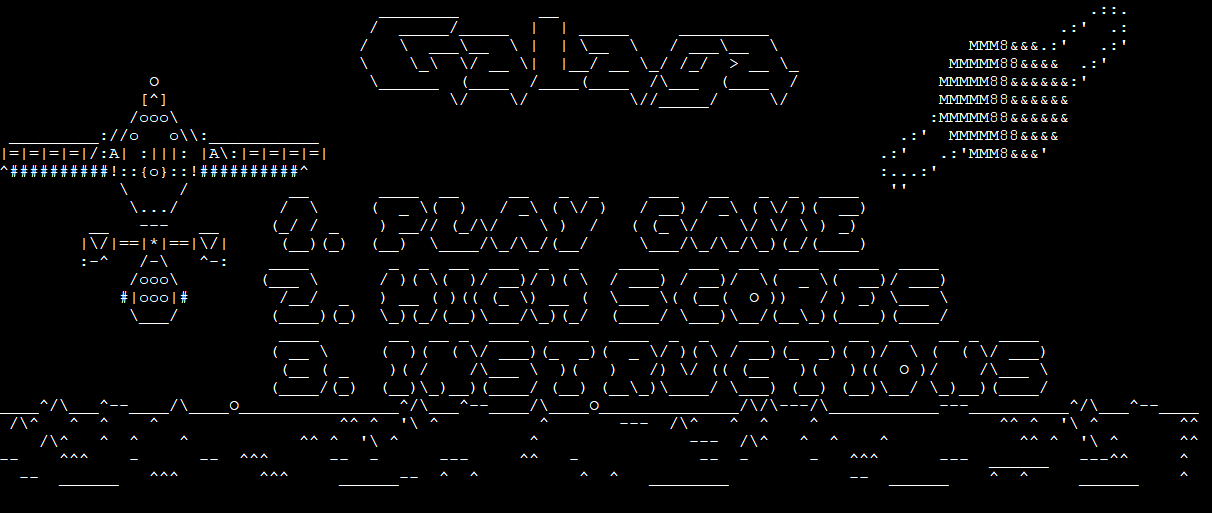 Galaga
1. PLAY GAME
2. HIGH SCORES
3. INSTRUCTIONS